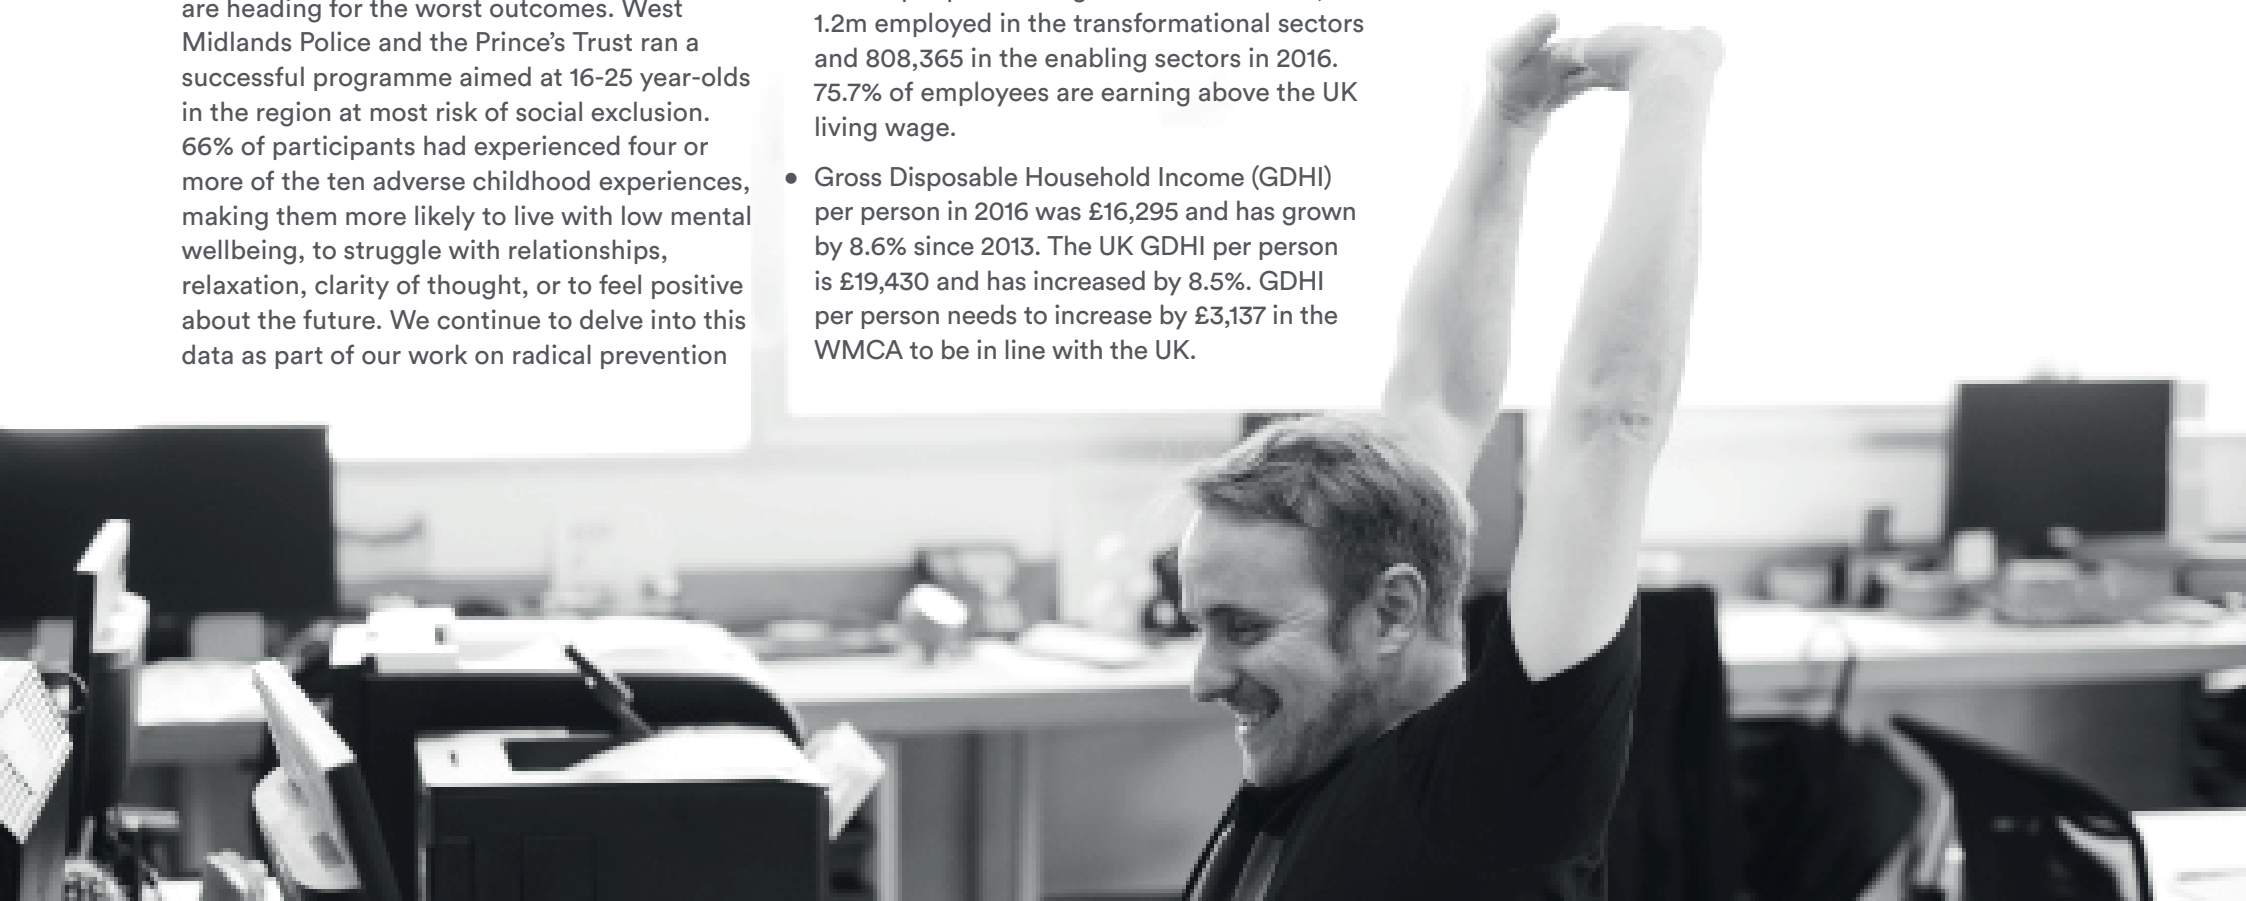 are heading for the worst outcomes. West
Midlands Police and the Prince’s Trust ran a
successful programme aimed at 16-25 year-olds
in the region at most risk of social exclusion.
66% of participants had experienced four or
more of the ten adverse childhood experiences,
making them more likely to live with low mental
wellbeing, to struggle with relationships,
relaxation, clarity of thought, or to feel positive
about the future. We continue to delve into this
data as part of our work on radical prevention
1.2m employed in the transformational sectors
and 808,365 in the enabling sectors in 2016.
75.7% of employees are earning above the UK
living wage.
• Gross Disposable Household Income (GDHI)
per person in 2016 was £16,295 and has grown
by 8.6% since 2013. The UK GDHI per person
is £19,430 and has increased by 8.5%. GDHI
per person needs to increase by £3,137 in the
WMCA to be in line with the UK.